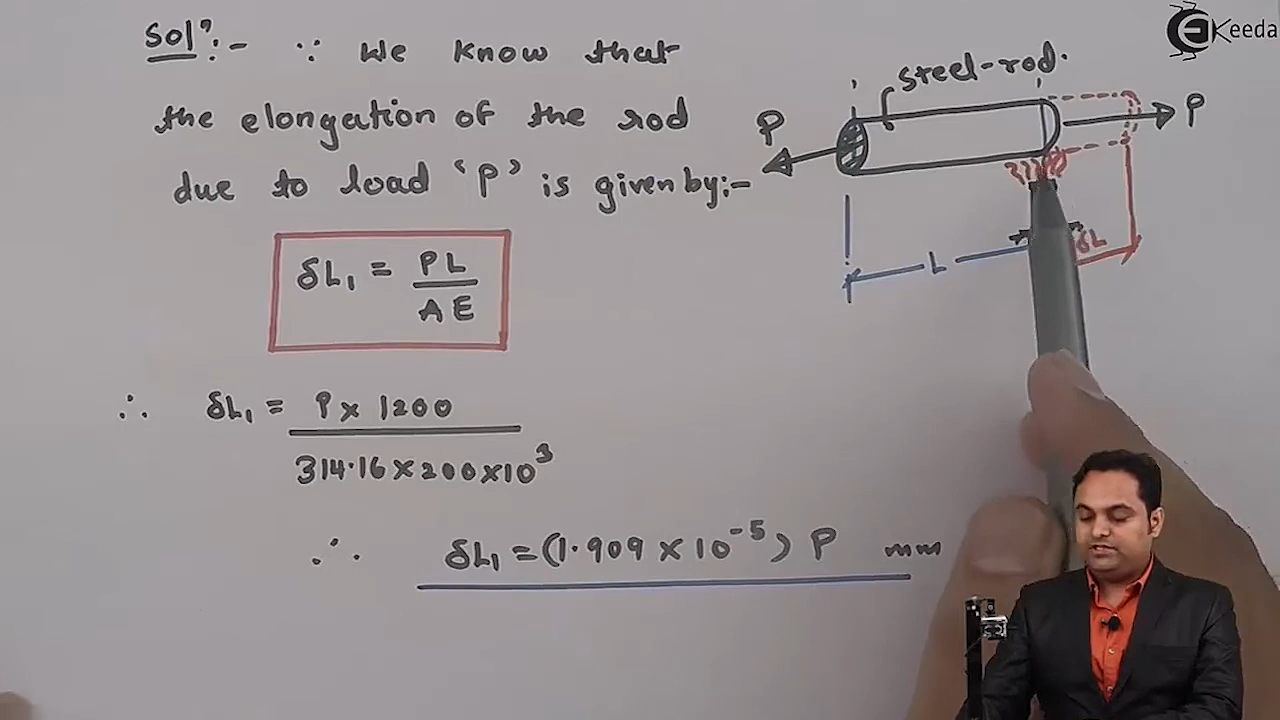 Solⁿ:- ∵ We know that
the elongation of the rod
due to load 'P' is given by:-
δL₁ = PL / AE
∴ δL₁ = P x 1200 / 314.16 x 200 x 10³
∴ δL₁ = (1.909 x 10⁻⁵) P mm
steel-rod.
P
P
L
δL
Ekeeda